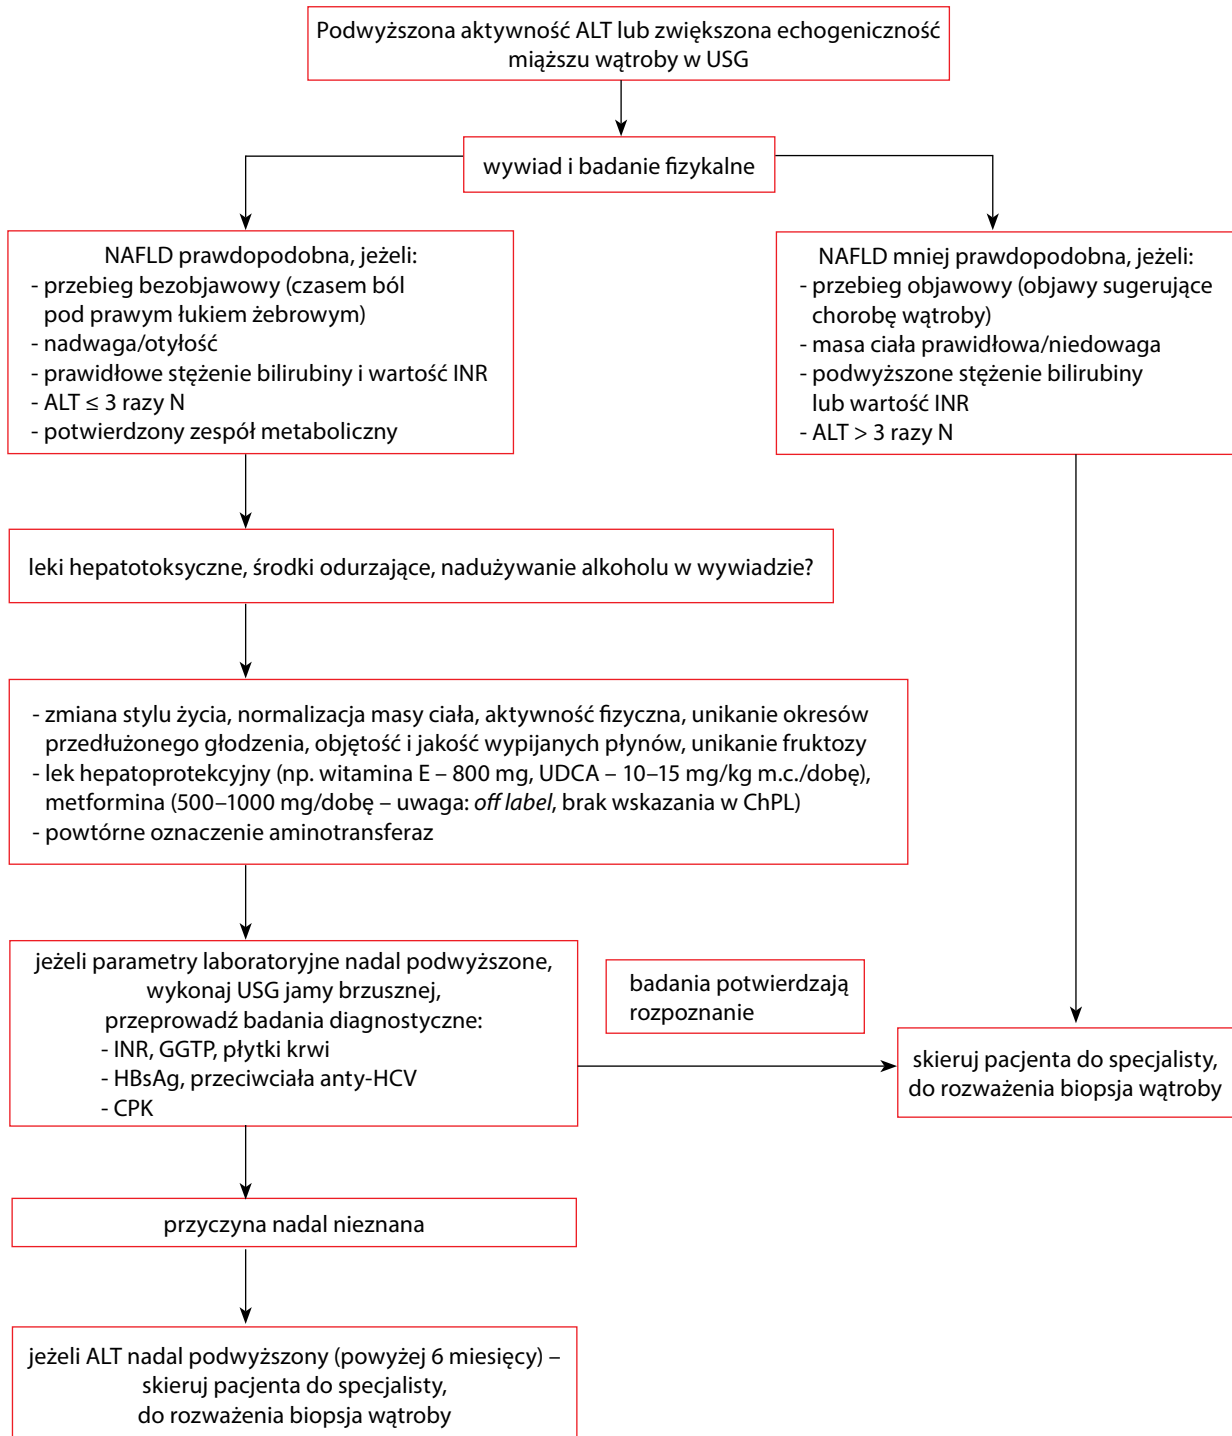 Podwyższona aktywność ALT lub zwiększona echogeniczność
miąższu wątroby w USG
wywiad i badanie fizykalne
NAFLD prawdopodobna, jeżeli:
- przebieg bezobjawowy (czasem ból
pod prawym łukiem żebrowym)
- nadwaga/otyłość
- prawidłowe stężenie bilirubiny i wartość INR
- ALT ≤ 3 razy N
- potwierdzony zespół metaboliczny
NAFLD mniej prawdopodobna, jeżeli:
- przebieg objawowy (objawy sugerujące
chorobę wątroby)
- masa ciała prawidłowa/niedowaga
- podwyższone stężenie bilirubiny
lub wartość INR
- ALT > 3 razy N
leki hepatotoksyczne, środki odurzające, nadużywanie alkoholu w wywiadzie?
- zmiana stylu życia, normalizacja masy ciała, aktywność fizyczna, unikanie okresów
przedłużonego głodzenia, objętość i jakość wypijanych płynów, unikanie fruktozy
- lek hepatoprotekcyjny (np. witamina E – 800 mg, UDCA – 10–15 mg/kg m.c./dobę),
metformina (500–1000 mg/dobę – uwaga: off label, brak wskazania w ChPL)
- powtórne oznaczenie aminotransferaz
jeżeli parametry laboratoryjne nadal podwyższone,
wykonaj USG jamy brzusznej,
przeprowadź badania diagnostyczne:
- INR, GGTP, płytki krwi
- HBsAg, przeciwciała anty-HCV
- CPK
badania potwierdzają
rozpoznanie
skieruj pacjenta do specjalisty,
do rozważenia biopsja wątroby
przyczyna nadal nieznana
jeżeli ALT nadal podwyższony (powyżej 6 miesięcy) –
skieruj pacjenta do specjalisty,
do rozważenia biopsja wątroby